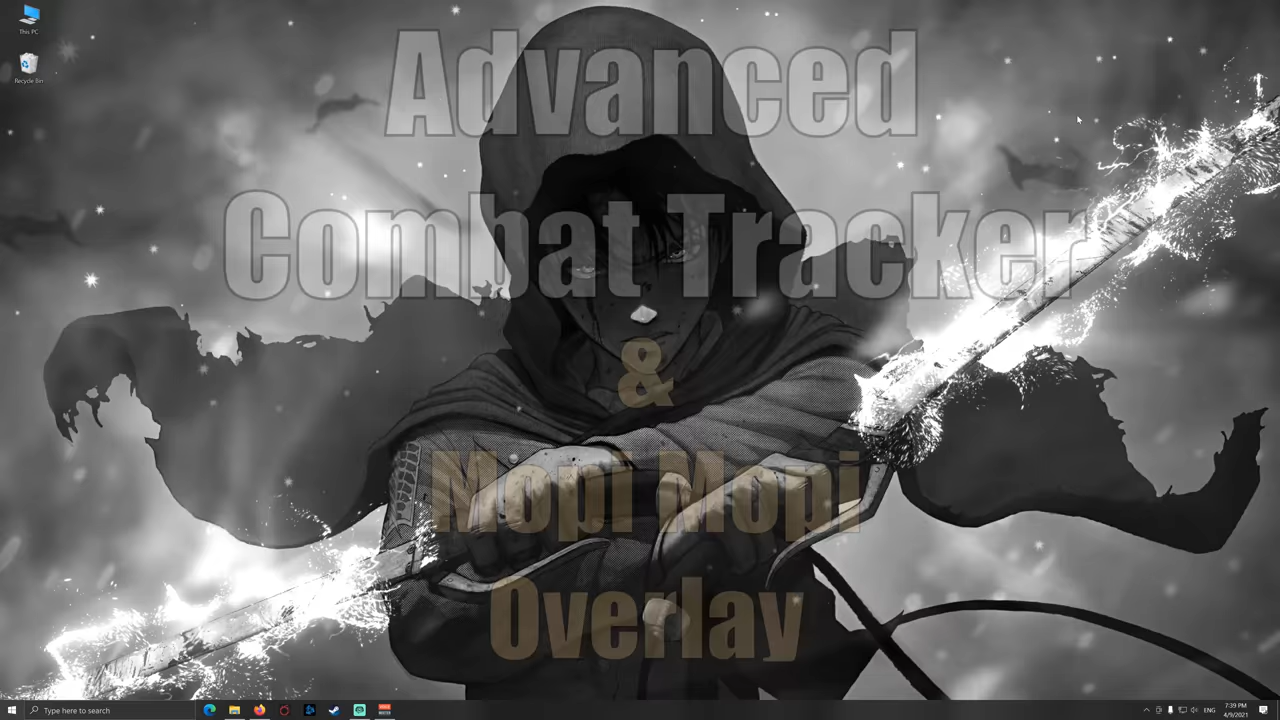 This PC
Recycle Bin
Advanced
Combat Tracker
&
Mopi Mopi
Overlay
Type here to search
ENG
7:39 PM
4/9/2021